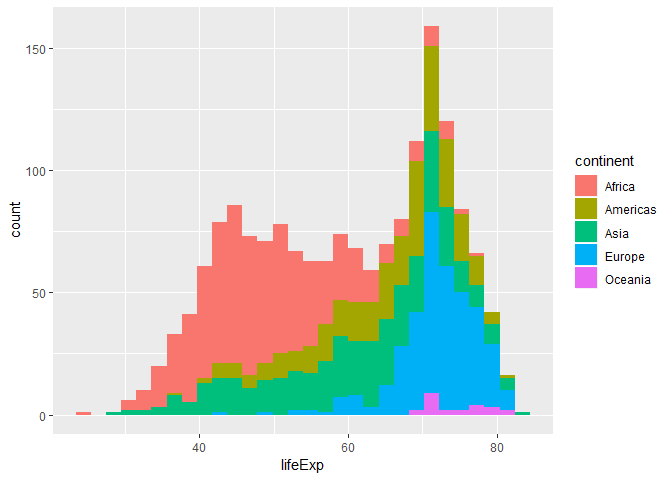 150
100
50
0
count
40
60
80
lifeExp
continent
Africa
Americas
Asia
Europe
Oceania